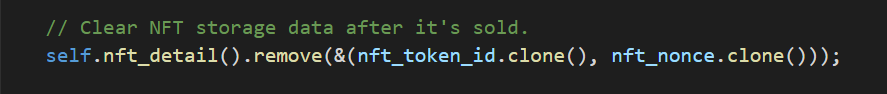 // Clear NFT storage data after it's sold.
self.nft_detail().remove(&(nft_token_id.clone(), nft_nonce.clone()));